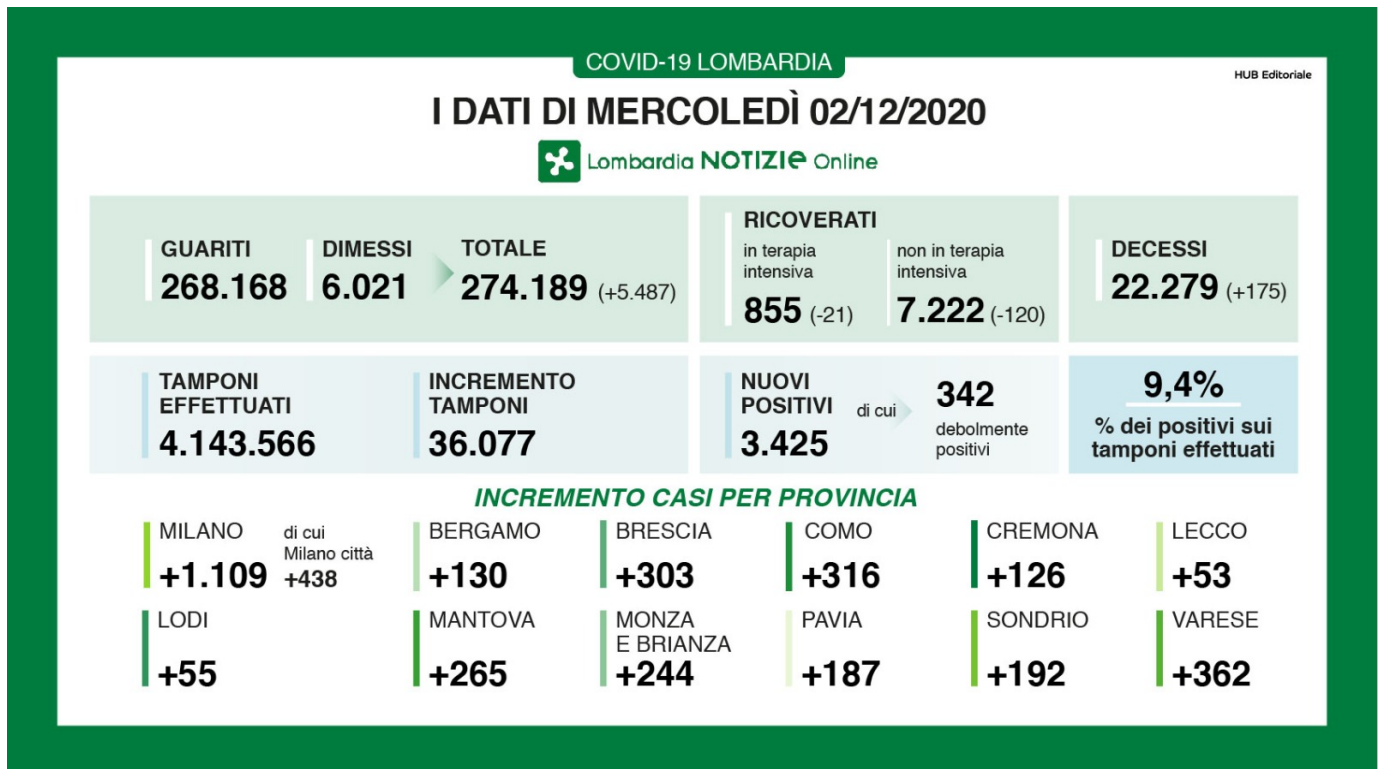 COVID-19 LOMBARDIA
HUB Editoriale
I DATI DI MERCOLEDÌ 02/12/2020
Lombardia NOTIZIE Online
GUARITI
268.168
DIMESSI
6.021
TOTALE
274.189 (+5.487)
RICOVERATI
in terapia
intensiva
855 (-21)
non in terapia
intensiva
7.222 (-120)
DECESSI
22.279 (+175)
TAMPONI
EFFETTUATI
4.143.566
INCREMENTO
TAMPONI
36.077
NUOVI
POSITIVI
3.425
di cui
342
debolmente
positivi
9,4%
% dei positivi sui
tamponi effettuati
INCREMENTO CASI PER PROVINCIA
MILANO
+1.109
di cui
Milano città
+438
BERGAMO
+130
BRESCIA
+303
COMO
+316
CREMONA
+126
LECCO
+53
LODI
+55
MANTOVA
+265
MONZA
E BRIANZA
+244
PAVIA
+187
SONDRIO
+192
VARESE
+362